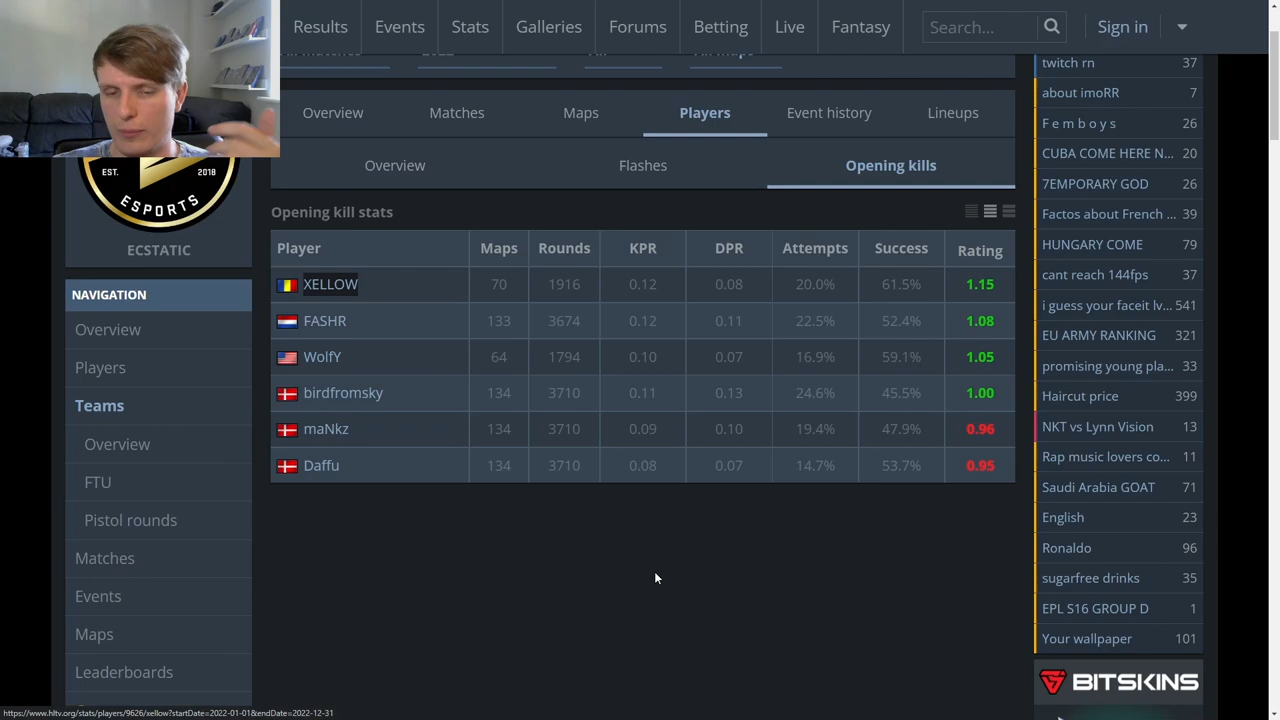 Results Events Stats Galleries Forums Betting Live Fantasy Search... Sign in
Overview Matches Maps Players Event history Lineups
Overview Flashes Opening kills
EST. 2018
ESPORTS
ECSTATIC
NAVIGATION
Overview
Players
Teams
Overview
FTU
Pistol rounds
Matches
Events
Maps
Leaderboards
Opening kill stats
Player Maps Rounds KPR DPR Attempts Success Rating
XELLOW 70 1916 0.12 0.08 20.0% 61.5% 1.15
FASHR 133 3674 0.12 0.11 22.5% 52.4% 1.08
WolfY 64 1794 0.10 0.07 16.9% 59.1% 1.05
birdfromsky 134 3710 0.11 0.13 24.6% 45.5% 1.00
maNkz 134 3710 0.09 0.10 19.4% 47.9% 0.96
Daffu 134 3710 0.08 0.07 14.7% 53.7% 0.95
twitch rn 37
about imoRR 7
F e m b o y s 26
CUBA COME HERE N... 20
7EMPORARY GOD 26
Factos about French ... 39
HUNGARY COME 79
cant reach 144fps 37
i guess your faceit lv... 541
EU ARMY RANKING 321
promising young pla... 33
Haircut price 399
NKT vs Lynn Vision 13
Rap music lovers co... 11
Saudi Arabia GOAT 71
English 23
Ronaldo 96
sugarfree drinks 35
EPL S16 GROUP D 1
Your wallpaper 101
BITSKINS
https://www.hltv.org/stats/players/9626/xellow?startDate=2022-01-01&endDate=2022-12-31